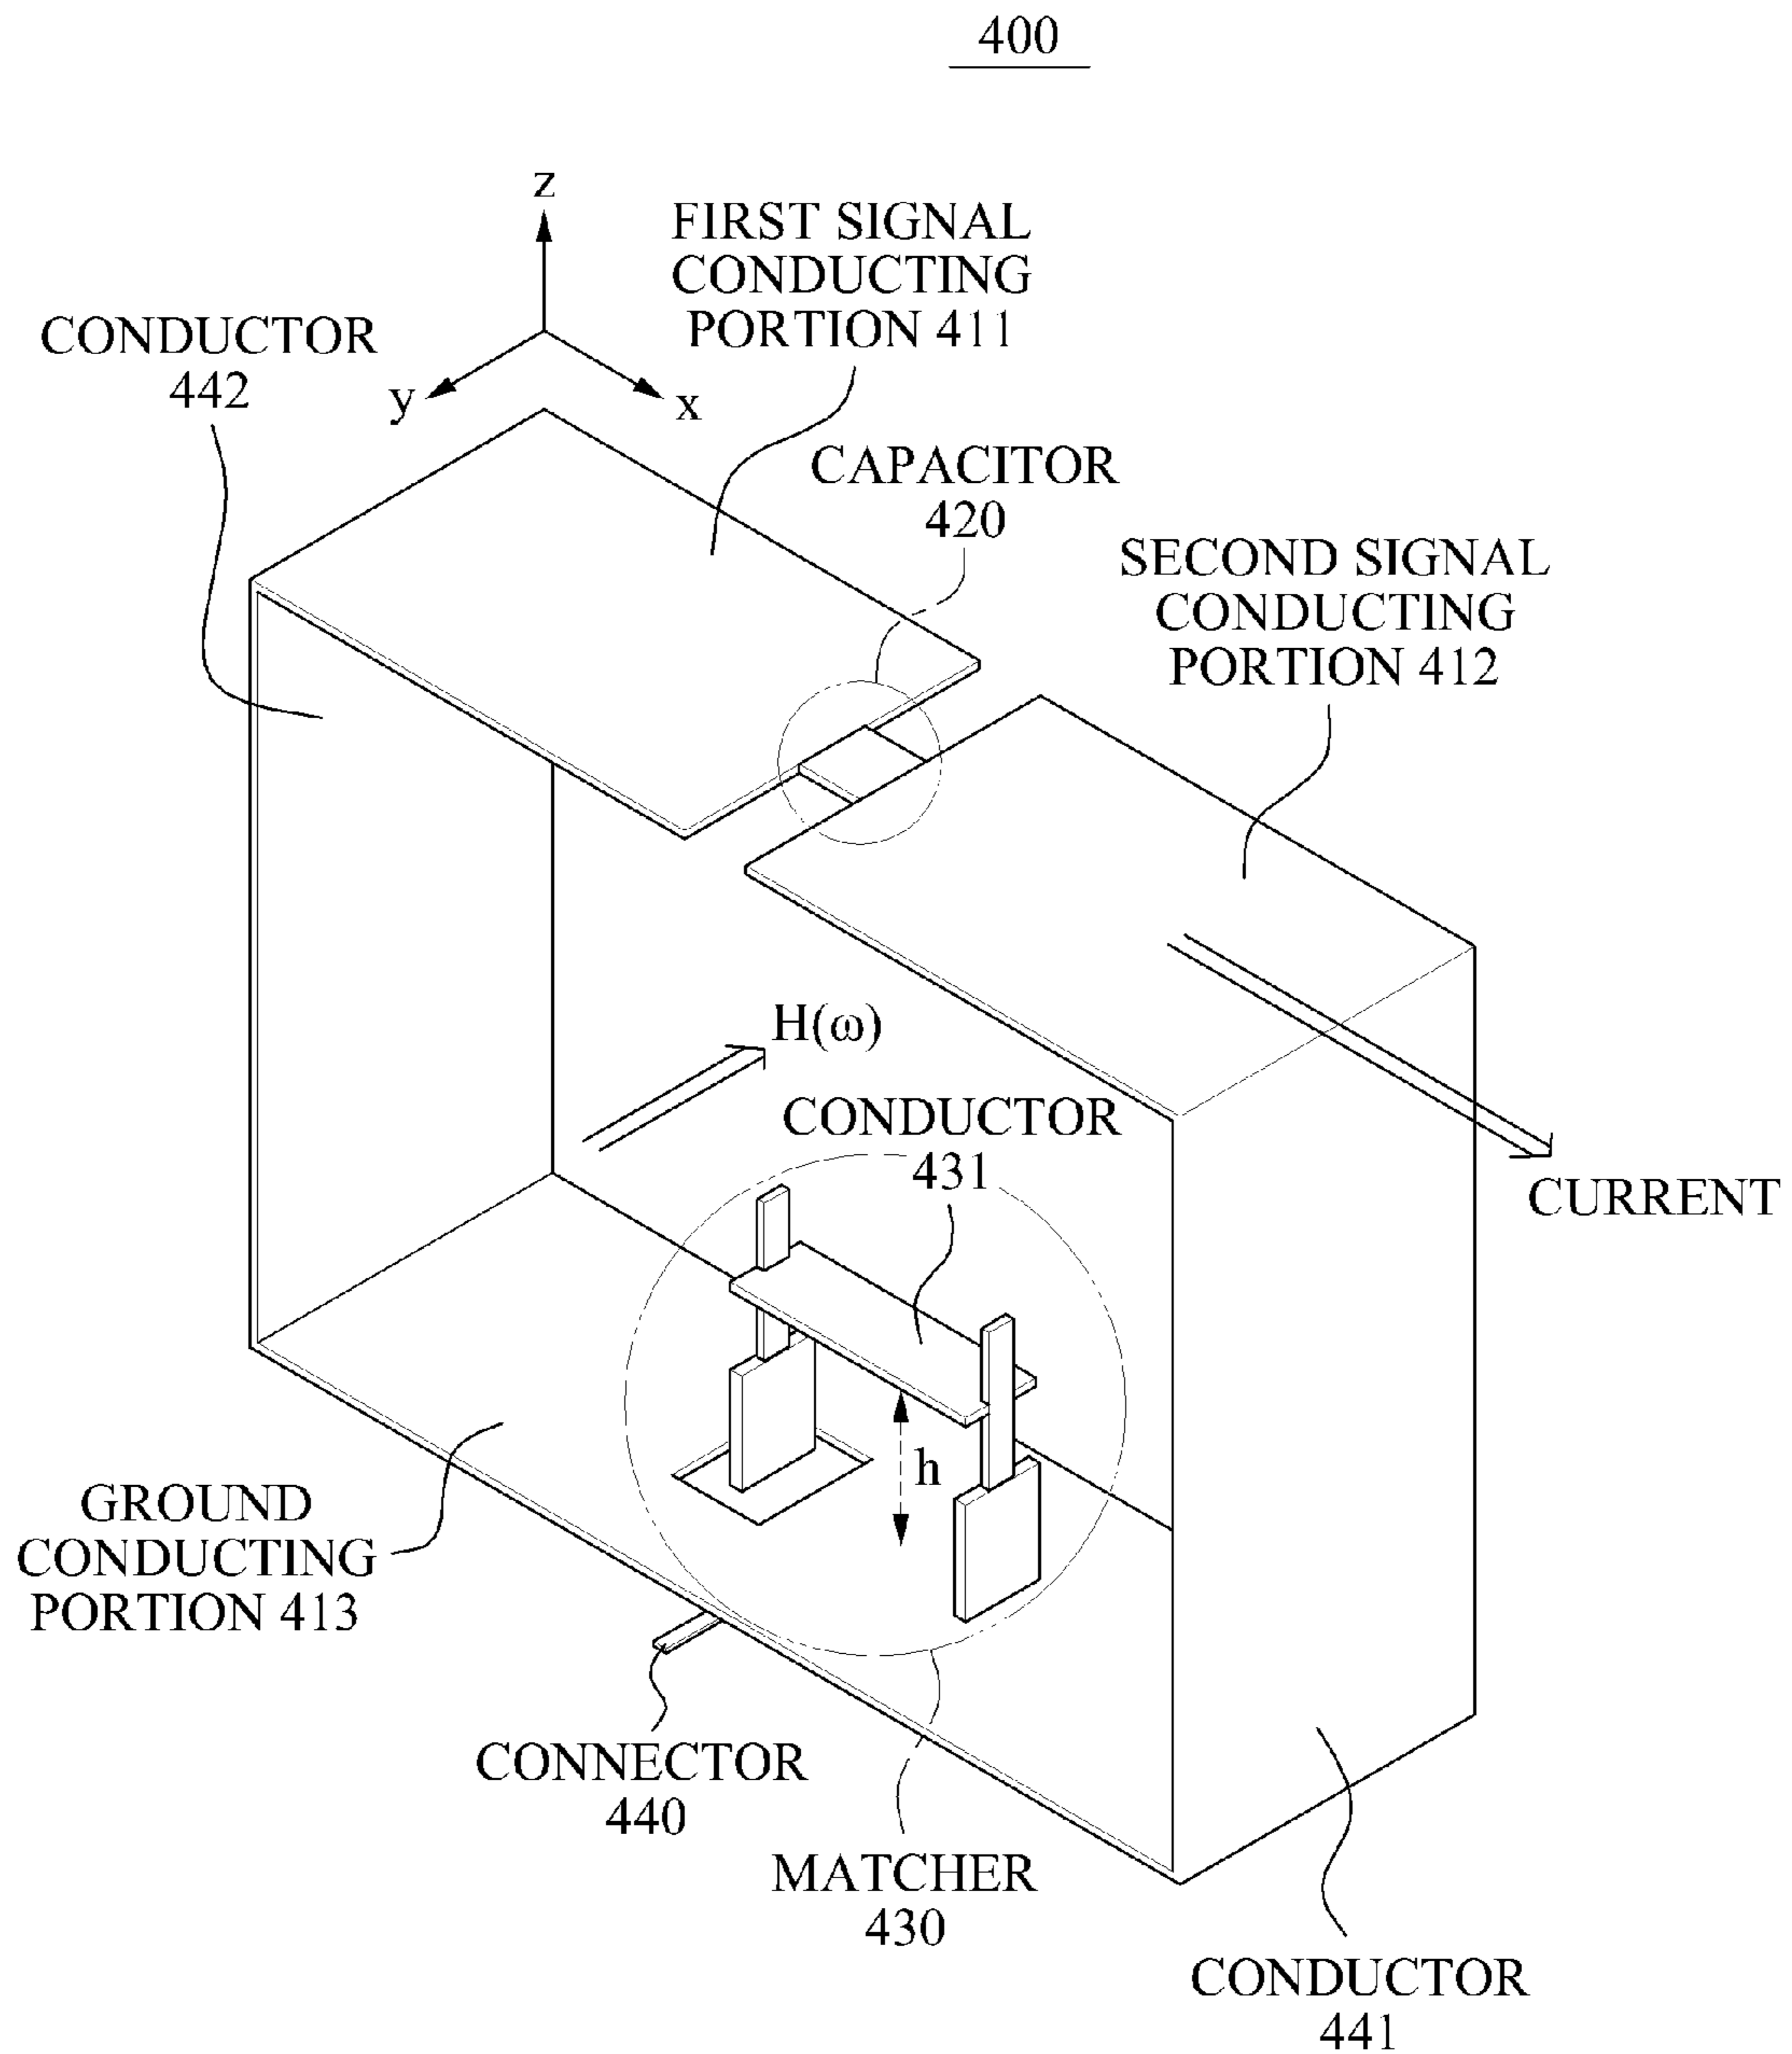 400
z
y
x
FIRST SIGNAL
CONDUCTING
PORTION 411
CONDUCTOR
442
CAPACITOR
420
SECOND SIGNAL
CONDUCTING
PORTION 412
H(ω)
CONDUCTOR
431
CURRENT
h
GROUND
CONDUCTING
PORTION 413
CONNECTOR
440
MATCHER
430
CONDUCTOR
441